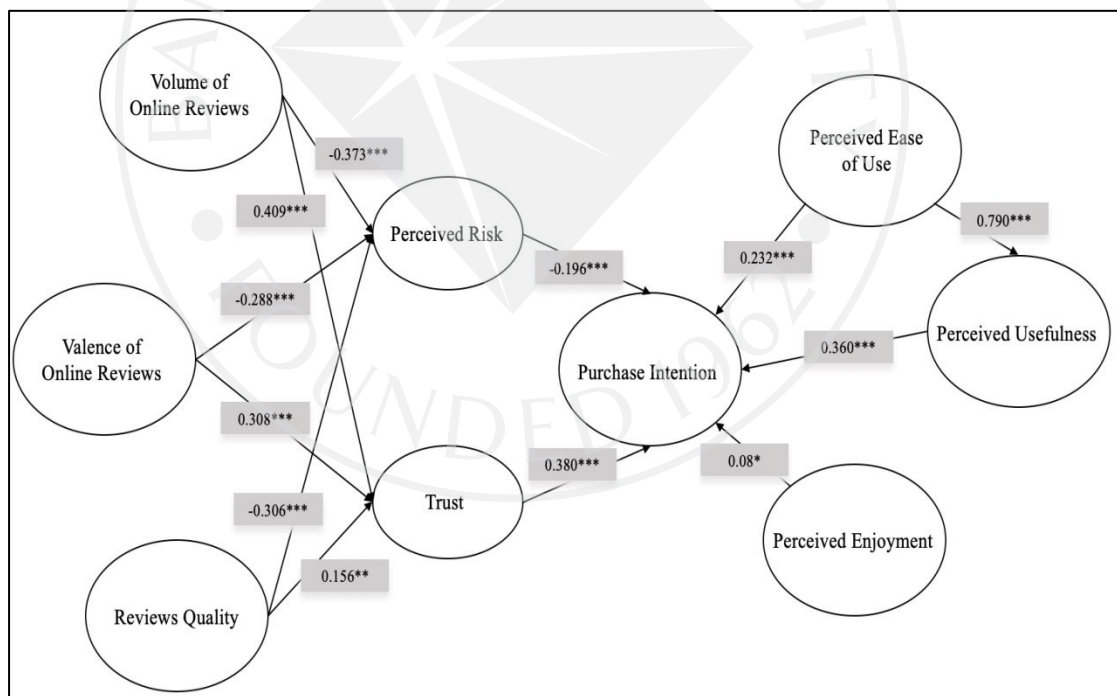 Volume of
Online Reviews
-0.373***
0.409***
Perceived Risk
Perceived Ease
of Use
0.790***
0.232***
-0.196***
Valence of
Online Reviews
-0.288***
0.308***
Purchase Intention
0.360***
Perceived Usefulness
Trust
0.380***
0.08*
Perceived Enjoyment
-0.306***
0.156**
Reviews Quality
FOUNDED 1962